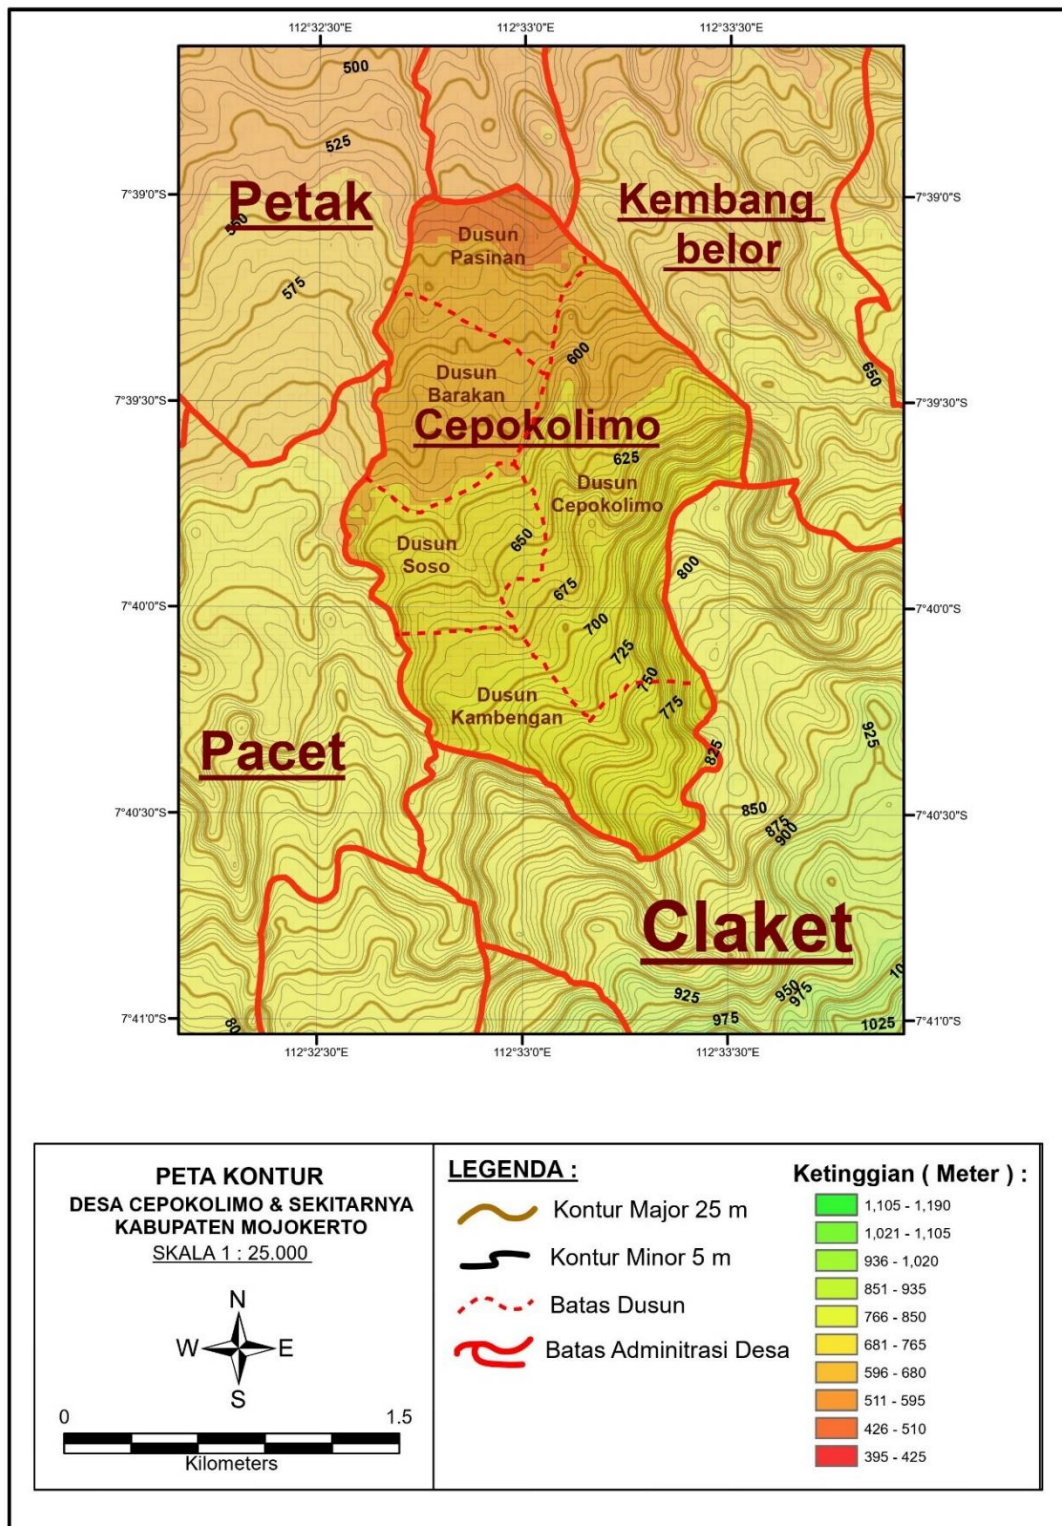 112°32'30"E
112°33'0"E
112°33'30"E
500
525
7°39'0"S
7°39'0"S
Petak
Kembang
belor
550
Dusun
Pasinan
575
600
650
Dusun
Barakan
7°39'30"S
7°39'30"S
Cepokolimo
625
Dusun
Cepokolimo
Dusun
Soso
650
800
675
7°40'0"S
7°40'0"S
700
725
750
775
Dusun
Kambengan
Pacet
825
925
7°40'30"S
7°40'30"S
850
875
900
Claket
925
950
975
975
1025
80
10
7°41'0"S
7°41'0"S
112°32'30"E
112°33'0"E
112°33'30"E
PETA KONTUR
DESA CEPOKOLIMO & SEKITARNYA
KABUPATEN MOJOKERTO
SKALA 1 : 25.000
N
W
E
S
0
1.5
Kilometers
LEGENDA :
Kontur Major 25 m
Kontur Minor 5 m
Batas Dusun
Batas Adminitrasi Desa
Ketinggian ( Meter ) :
1,105 - 1,190
1,021 - 1,105
936 - 1,020
851 - 935
766 - 850
681 - 765
596 - 680
511 - 595
426 - 510
395 - 425